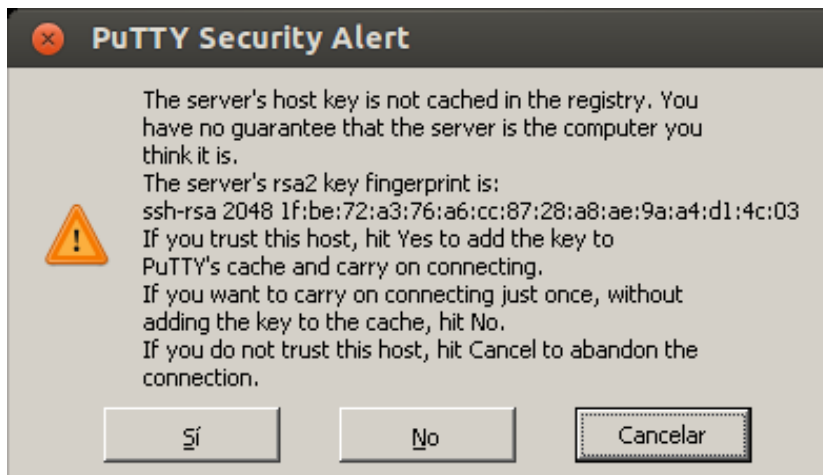 PuTTY Security Alert
The server's host key is not cached in the registry. You
have no guarantee that the server is the computer you
think it is.
The server's rsa2 key fingerprint is:
ssh-rsa 2048 1f:be:72:a3:76:a6:cc:87:28:a8:ae:9a:a4:d1:4c:03
If you trust this host, hit Yes to add the key to
PuTTY's cache and carry on connecting.
If you want to carry on connecting just once, without
adding the key to the cache, hit No.
If you do not trust this host, hit Cancel to abandon the
connection.
Sí No Cancelar